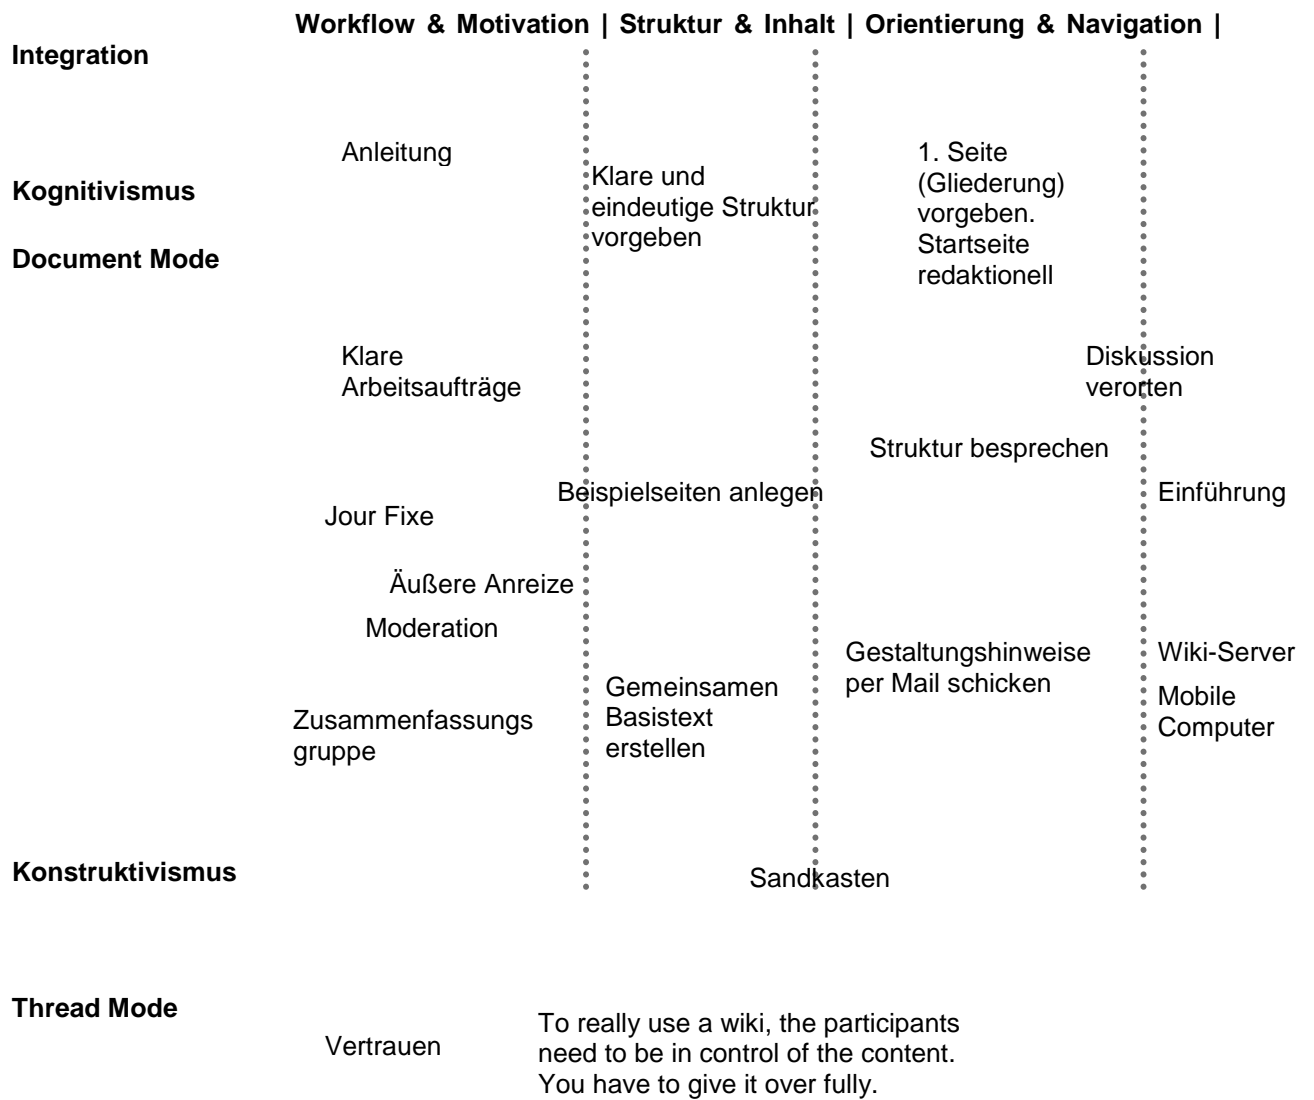 Workflow & Motivation | Struktur & Inhalt | Orientierung & Navigation |
Integration
Anleitung
1. Seite
(Gliederung)
vorgeben.
Startseite
redaktionell
Klare und
eindeutige Struktur
vorgeben
Kognitivismus
Document Mode
Klare
Arbeitsaufträge
Diskussion
verorten
Struktur besprechen
Beispielseiten anlegen
Einführung
Jour Fixe
Äußere Anreize
Moderation
Gestaltungshinweise
per Mail schicken
Wiki-Server
Gemeinsamen
Basistext
erstellen
Mobile
Computer
Zusammenfassungs
gruppe
Konstruktivismus
Sandkasten
Thread Mode
Vertrauen
To really use a wiki, the participants
need to be in control of the content.
You have to give it over fully.